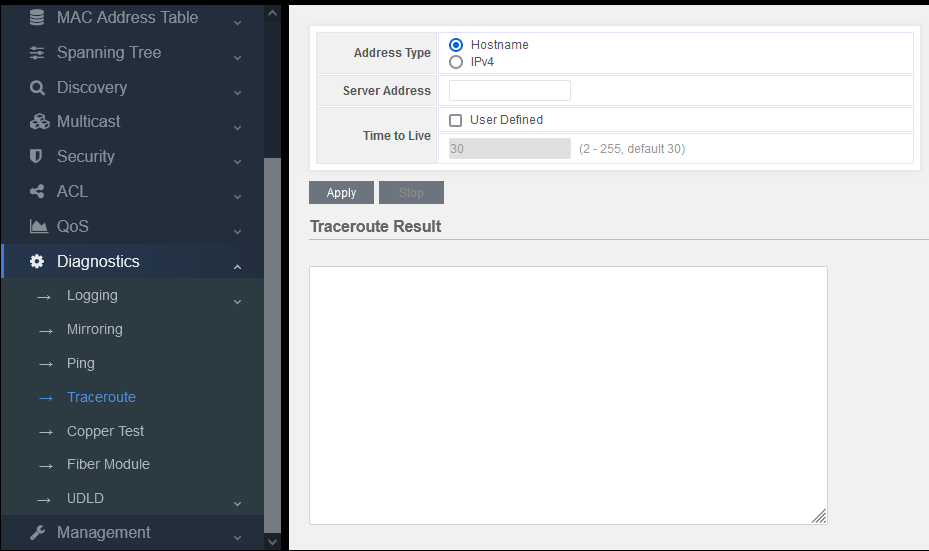 MAC Address Table
Spanning Tree
Discovery
Multicast
Security
ACL
QoS
Diagnostics
Logging
Mirroring
Ping
Traceroute
Copper Test
Fiber Module
UDLD
Management
Address Type
Hostname
IPv4
Server Address
Time to Live
User Defined
30 (2 - 255, default 30)
Apply Stop
Traceroute Result